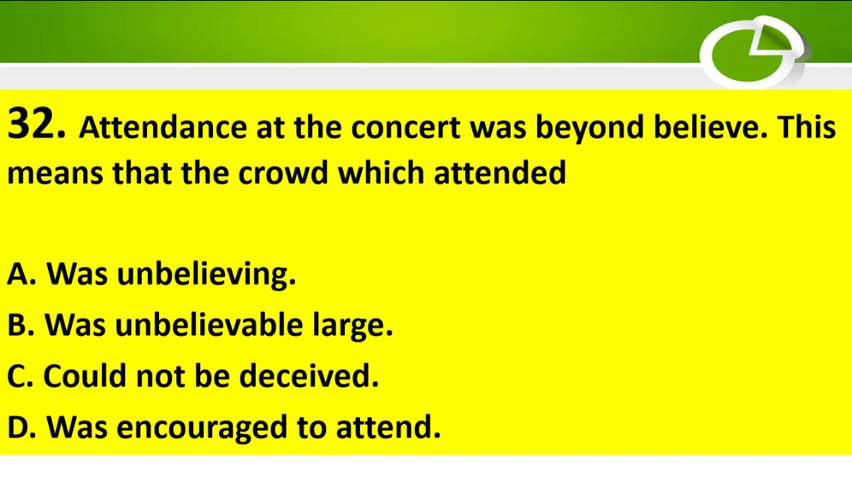 32. Attendance at the concert was beyond believe. This
means that the crowd which attended
A. Was unbelieving.
B. Was unbelievable large.
C. Could not be deceived.
D. Was encouraged to attend.